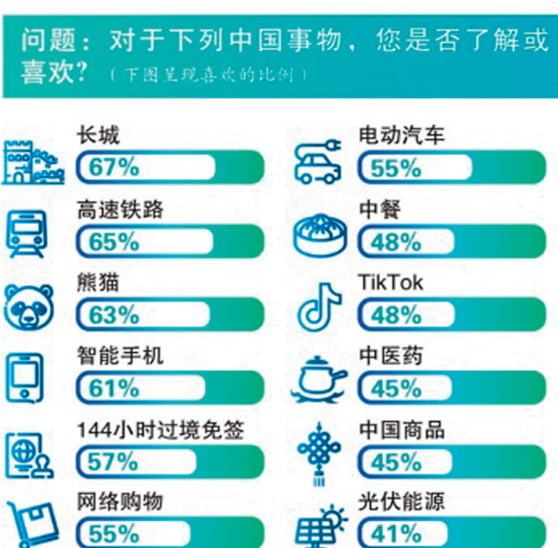 问题：对于下列中国事物，您是否了解或
喜欢?（下图呈现喜欢的比例）
长城
67%
高速铁路
65%
熊猫
63%
智能手机
61%
144小时过境免签
57%
网络购物
55%
电动汽车
55%
中餐
48%
TikTok
48%
中医药
45%
中国商品
45%
光伏能源
41%